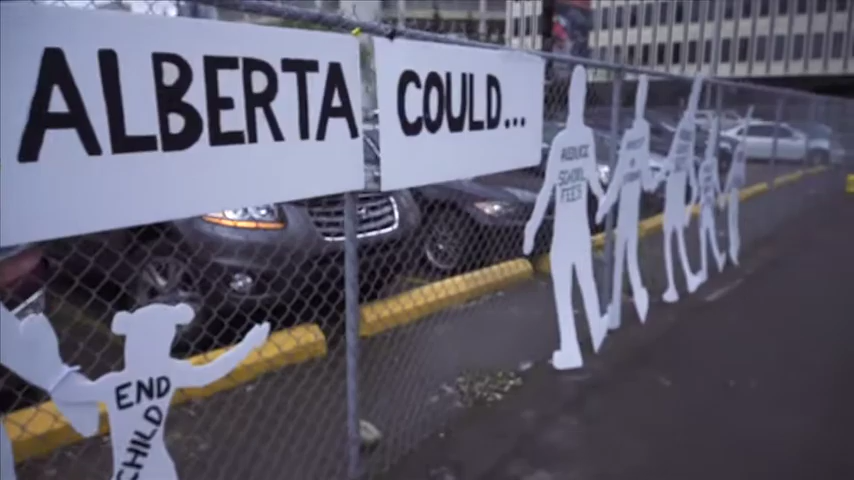 ALBERTA COULD...
REDUCE
SCHOOL
FEES
END
CHILD